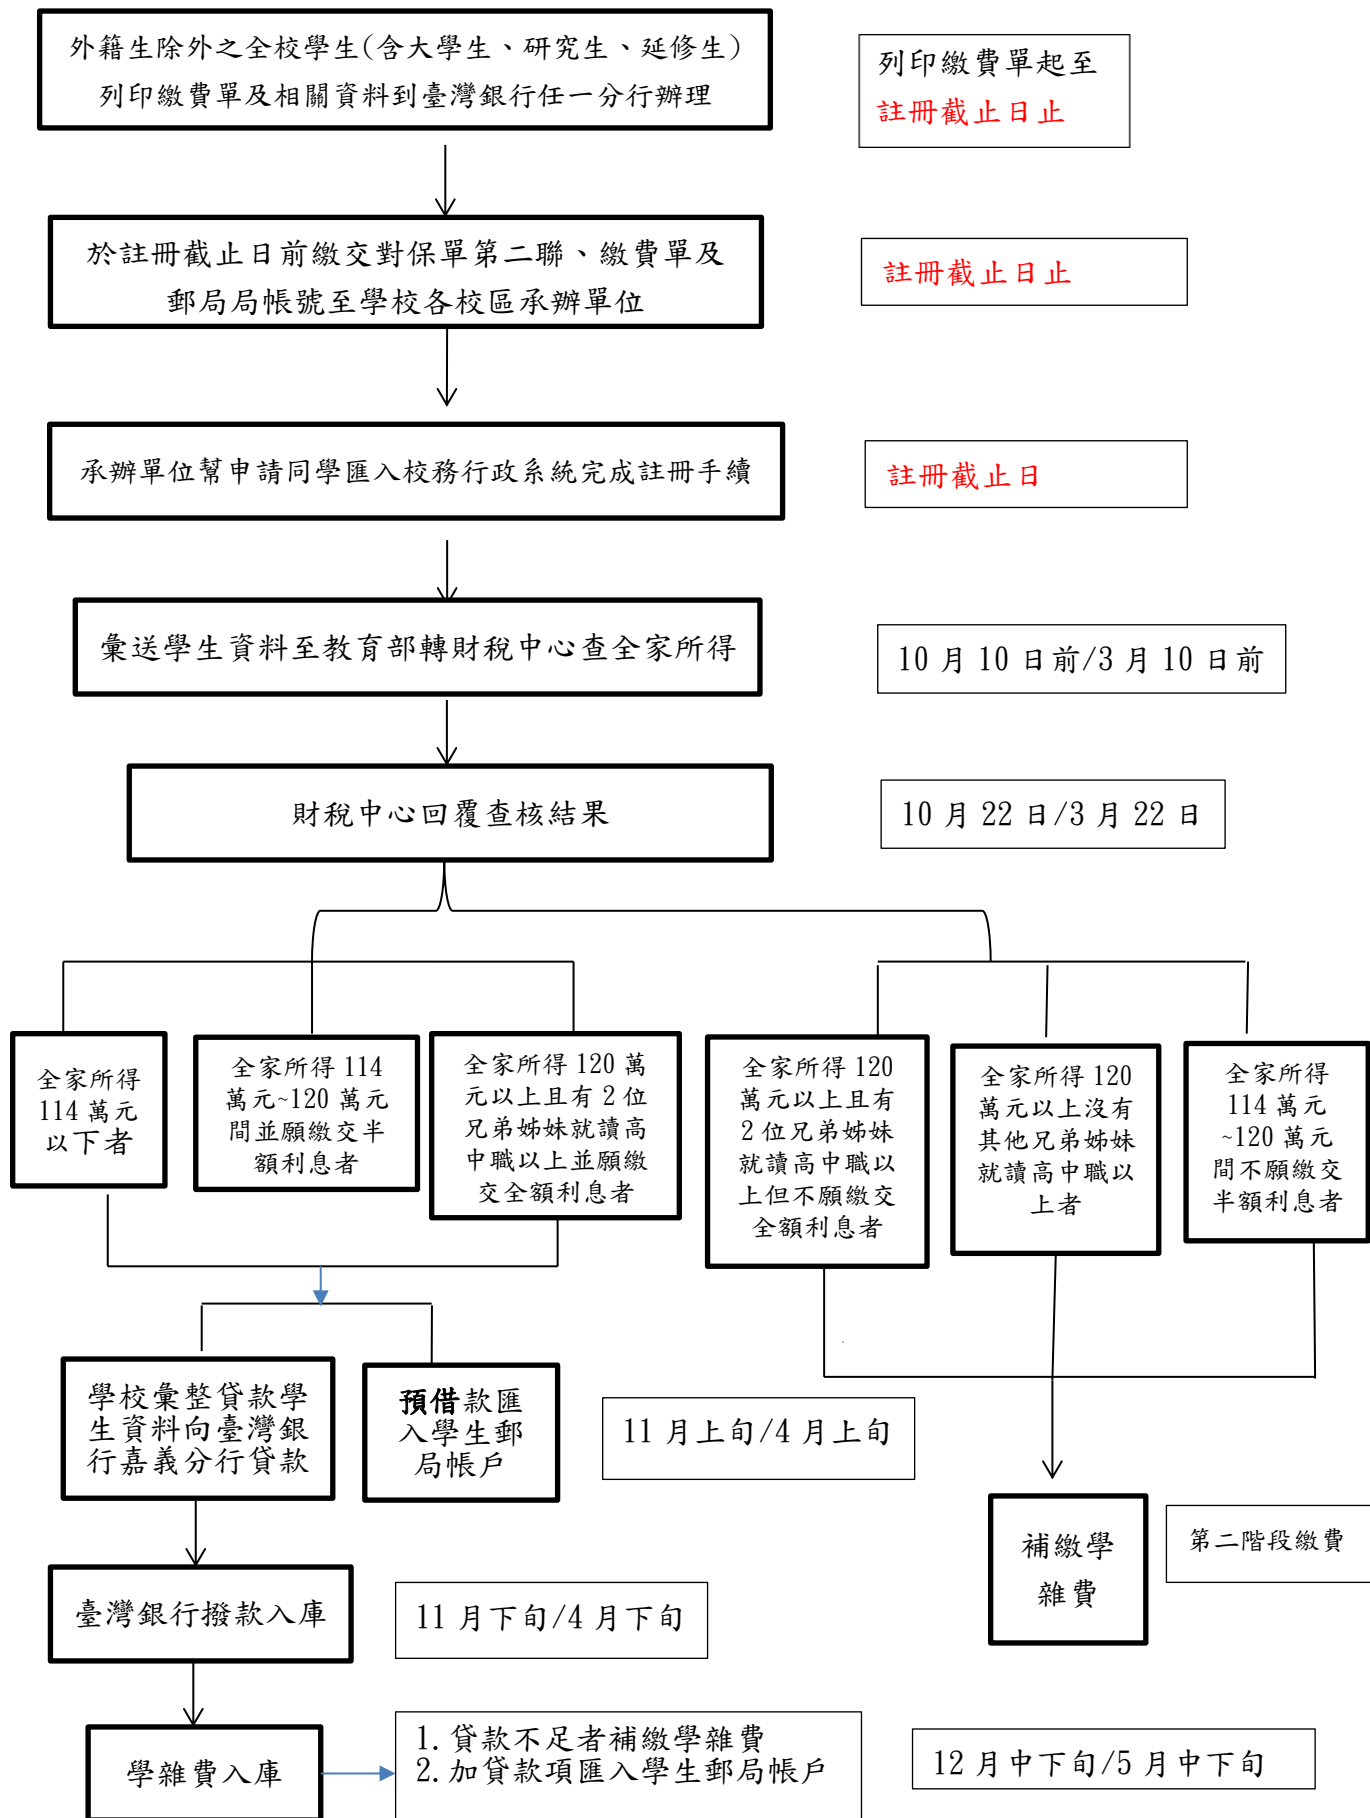 外籍生除外之全校學生(含大學生、研究生、延修生)
列印繳費單及相關資料到臺灣銀行任一分行辦理
列印繳費單起至
註冊截止日止
於註冊截止日前繳交對保單第二聯、繳費單及
郵局局帳號至學校各校區承辦單位
註冊截止日止
承辦單位幫申請同學匯入校務行政系統完成註冊手續
註冊截止日
彙送學生資料至教育部轉財稅中心查全家所得
10 月 10 日前/3 月 10 日前
財稅中心回覆查核結果
10 月 22 日/3 月 22 日
全家所得
114 萬元
以下者
全家所得 114
萬元~120 萬元
間並願繳交半
額利息者
全家所得 120 萬
元以上且有 2 位
兄弟姊妹就讀高
中職以上並願繳
交全額利息者
全家所得 120
萬元以上且有
2 位兄弟姊妹
就讀高中職以
上但不願繳交
全額利息者
全家所得 120
萬元以上沒有
其他兄弟姊妹
就讀高中職以
上者
全家所得
114 萬元
~120 萬元
間不願繳交
半額利息者
學校彙整貸款學
生資料向臺灣銀
行嘉義分行貸款
預借款匯
入學生郵
局帳戶
11 月上旬/4 月上旬
補繳學
雜費
第二階段繳費
臺灣銀行撥款入庫
11 月下旬/4 月下旬
學雜費入庫
1. 貸款不足者補繳學雜費
2. 加貸款項匯入學生郵局帳戶
12 月中下旬/5 月中下旬